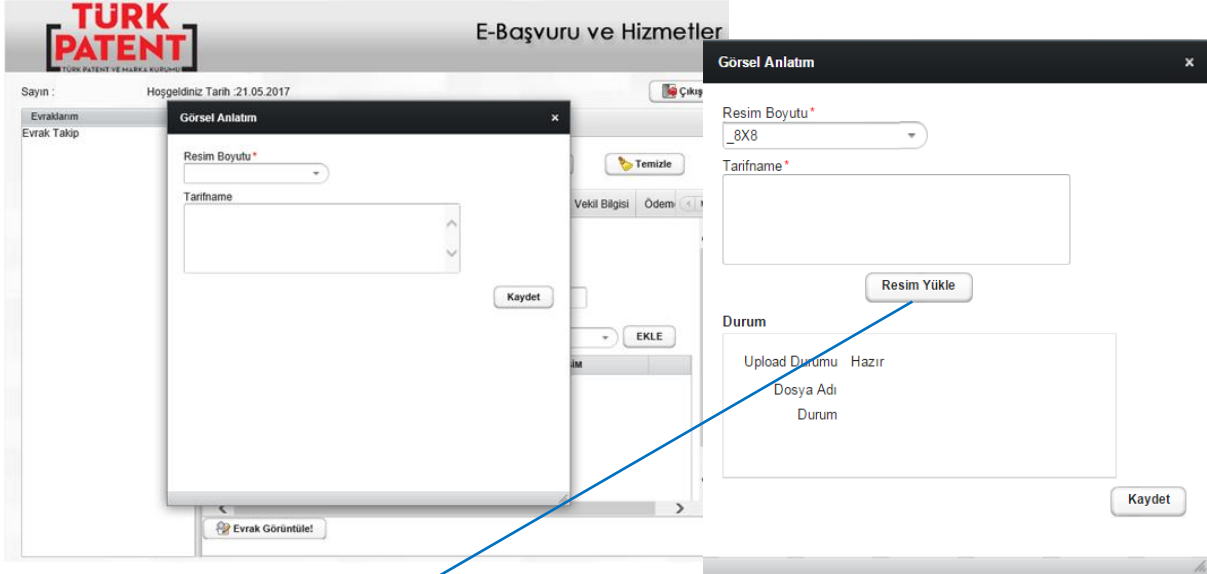 TÜRK
PATENT
TÜRK PATENT VE MARKA KURUMU
E-Başvuru ve Hizmetler
Sayın :
Hoşgeldiniz Tarih :21.05.2017
Çıkış
Evraklarım
Evrak Takip
Görsel Anlatım
x
Resim Boyutu*
Tarifname
Kaydet
Temizle
Vekil Bilgisi
Ödem
EKLE
Evrak Görüntüle!
Görsel Anlatım
x
Resim Boyutu*
_8X8
Tarifname*
Resim Yükle
Durum
Upload Durumu Hazır
Dosya Adı
Durum
Kaydet